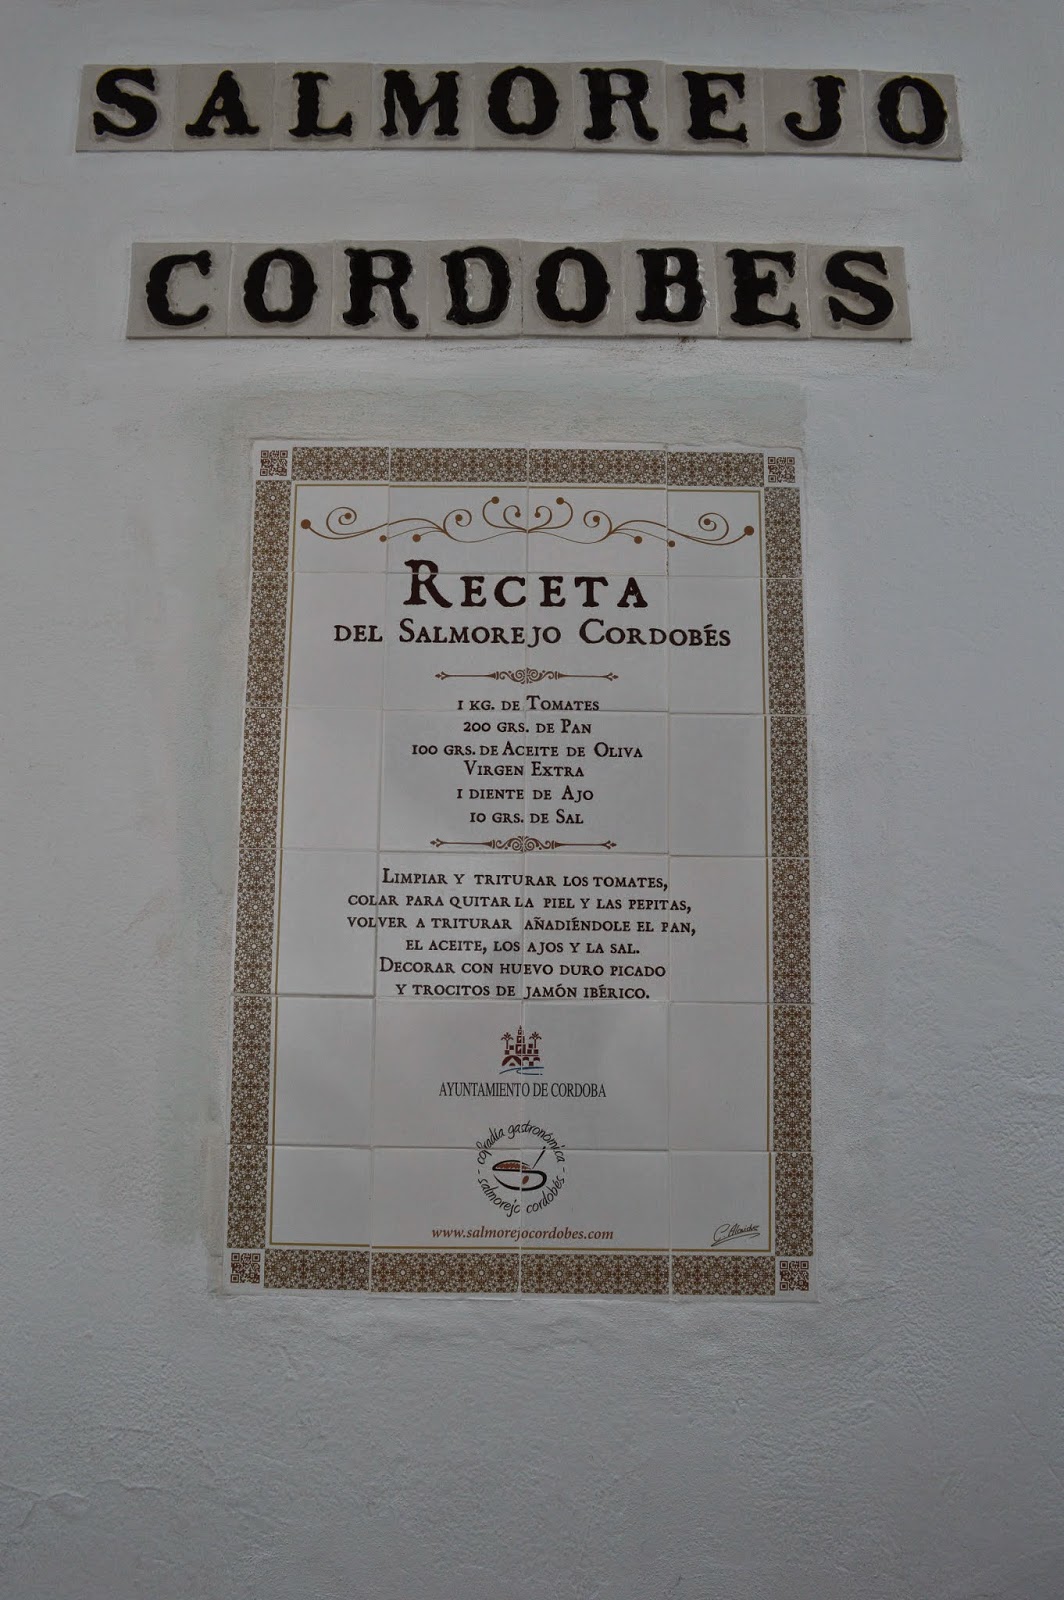 SALMOREJO
CORDOBES
RECETA
DEL SALMOREJO CORDOBÉS
1 KG. DE TOMATES
200 GRS. DE PAN
100 GRS. DE ACEITE DE OLIVA
VIRGEN EXTRA
1 DIENTE DE AJO
10 GRS. DE SAL
LIMPIAR Y TRITURAR LOS TOMATES,
COLAR PARA QUITAR LA PIEL Y LAS PEPITAS,
VOLVER A TRITURAR AÑADIÉNDOLE EL PAN,
EL ACEITE, LOS AJOS Y LA SAL.
DECORAR CON HUEVO DURO PICADO
Y TROCITOS DE JAMÓN IBÉRICO.
AYUNTAMIENTO DE CORDOBA
cofradía gastronómica
- salmorejo cordobés -
www.salmorejocordobes.com